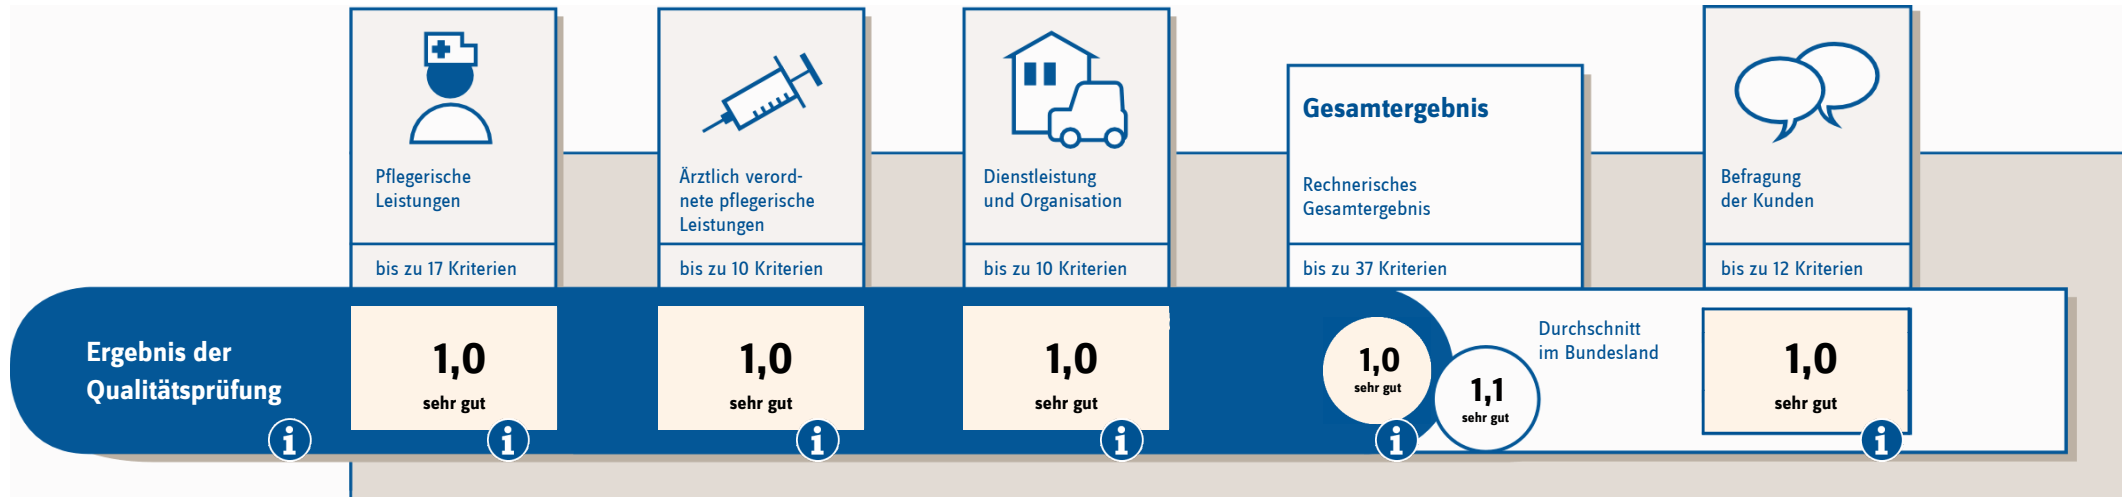 Pflegerische
Leistungen
bis zu 17 Kriterien
Ärztlich verord-
nete pflegerische
Leistungen
bis zu 10 Kriterien
Dienstleistung
und Organisation
bis zu 10 Kriterien
Gesamtergebnis
Rechnerisches
Gesamtergebnis
bis zu 37 Kriterien
Befragung
der Kunden
bis zu 12 Kriterien
Ergebnis der
Qualitätsprüfung
i
1,0
sehr gut
i
1,0
sehr gut
i
1,0
sehr gut
i
1,0
sehr gut
i
1,1
sehr gut
Durchschnitt
im Bundesland
1,0
sehr gut
i